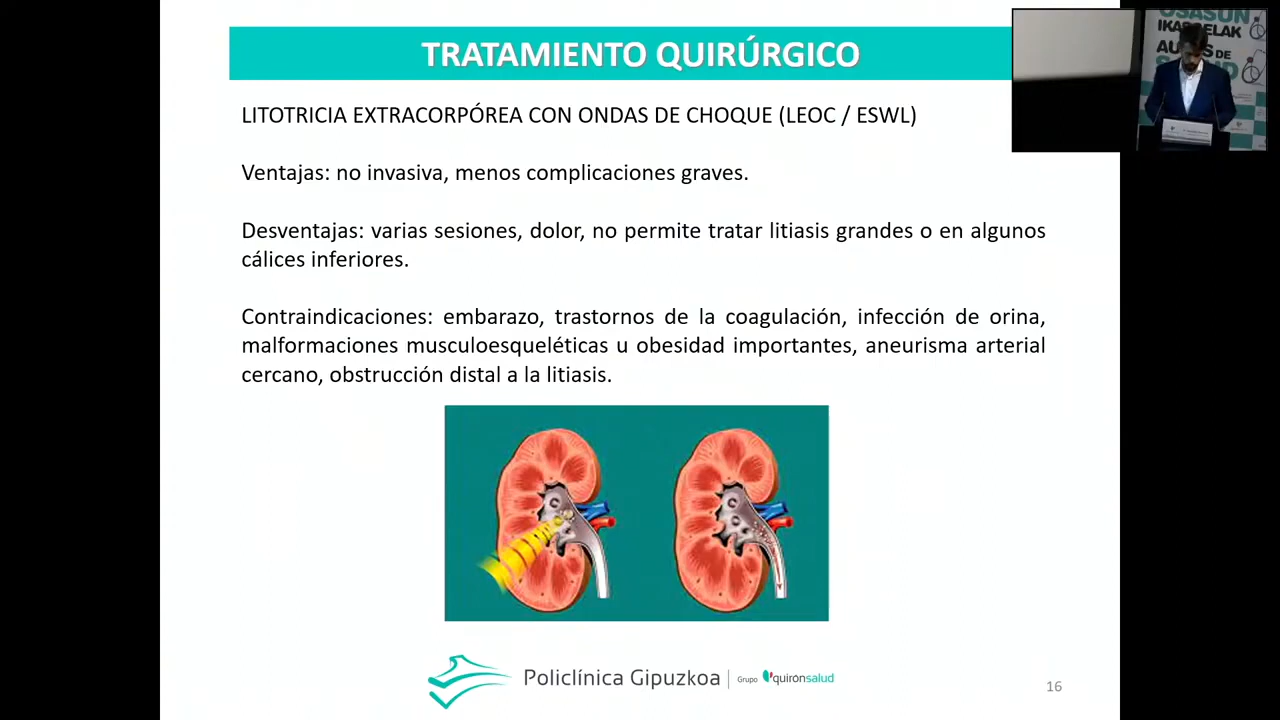 TRATAMIENTO QUIRÚRGICO
OSASUN
LITOTRICIA EXTRACORPÓREA CON ONDAS DE CHOQUE (LEOC / ESWL)
Ventajas: no invasiva, menos complicaciones graves.
Desventajas: varias sesiones, dolor, no permite tratar litiasis grandes o en algunos
cálices inferiores.
Contraindicaciones: embarazo, trastornos de la coagulación, infección de orina,
malformaciones musculoesqueléticas u obesidad importantes, aneurisma arterial
cercano, obstrucción distal a la litiasis.
Policlínica Gipuzkoa | Grupo quirónsalud
16